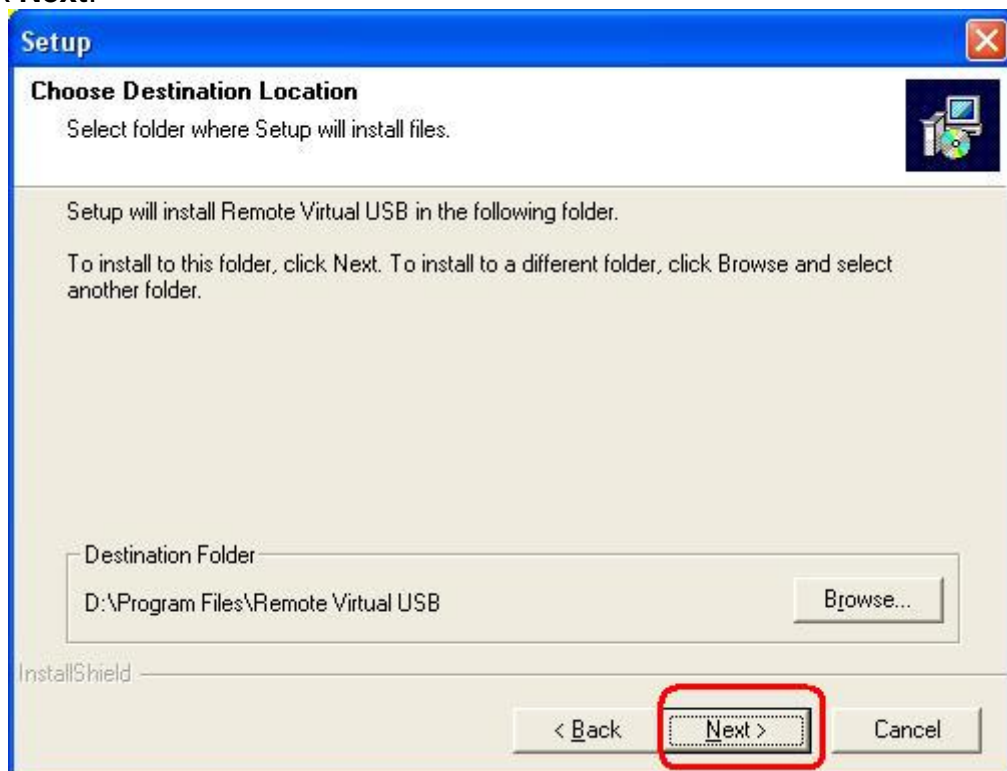 Next.
Setup
Choose Destination Location
Select folder where Setup will install files.
Setup will install Remote Virtual USB in the following folder.
To install to this folder, click Next. To install to a different folder, click Browse and select
another folder.
Destination Folder
D:\Program Files\Remote Virtual USB
Browse...
InstallShield
< Back
Next >
Cancel